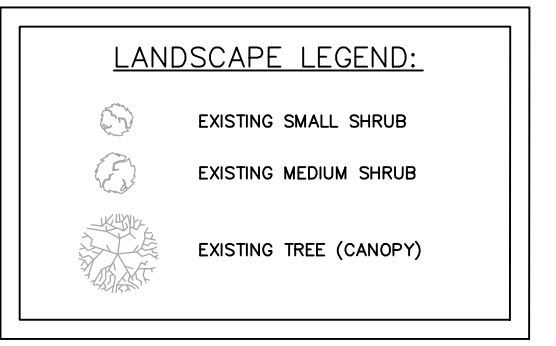 LANDSCAPE LEGEND:
EXISTING SMALL SHRUB
EXISTING MEDIUM SHRUB
EXISTING TREE (CANOPY)